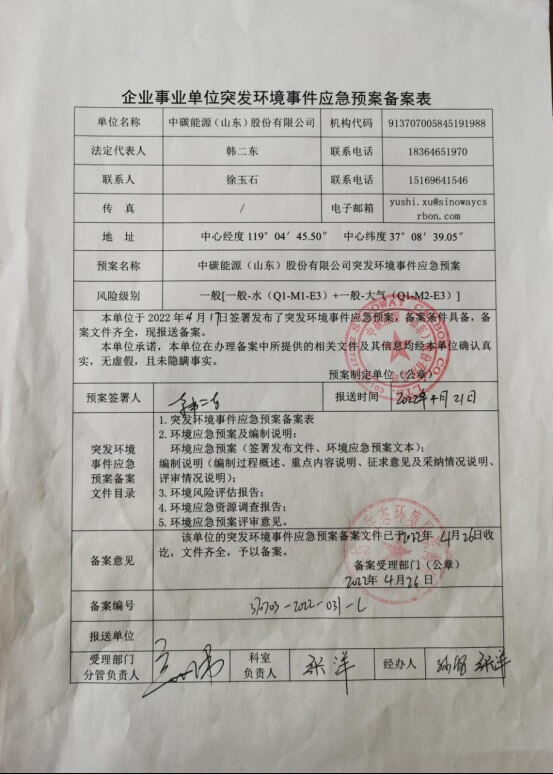 企业事业单位突发环境事件应急预案备案表
单位名称 中碳能源（山东）股份有限公司 机构代码 913707005845191988
法定代表人 韩二东 联系电话 18364651970
联系人 徐玉石 联系电话 15169641546
传 真 / 电子邮箱 yushi.xu@sinowaycs
rbon.com
地 址 中心经度 119° 04′ 45.50″ 中心纬度 37° 08′ 39.05″
预案名称 中碳能源（山东）股份有限公司突发环境事件应急预案
风险级别 一般[一般-水（Q1-M1-E3）+一般-大气（Q1-M2-E3）]
本单位于 2022 年 4 月 17日签署发布了突发环境事件应急预案，备案条件具备，备
案文件齐全，现报送备案。
本单位承诺，本单位在办理备案中所提供的相关文件及其信息均经本单位确认真
实，无虚假，且未隐瞒事实。
预案制定单位（公章）
预案签署人 报送时间 2022年4月21日
突发环境
事件应急
预案备案
文件目录
1.突发环境事件应急预案备案表
2.环境应急预案及编制说明：
环境应急预案（签署发布文件、环境应急预案文本）；
编制说明（编制过程概述、重点内容说明、征求意见及采纳情况说明、
评审情况说明）；
3.环境风险评估报告；
4.环境应急资源调查报告；
5.环境应急预案评审意见。
备案意见
该单位的突发环境事件应急预案备案文件已于2022年 4月26日收
讫，文件齐全，予以备案。
备案受理部门（公章）
2022年 4月26日
备案编号 370703-2022-031-L
报送单位
受理部门
分管负责人
科室
负责人
张洋
经办人
张洋